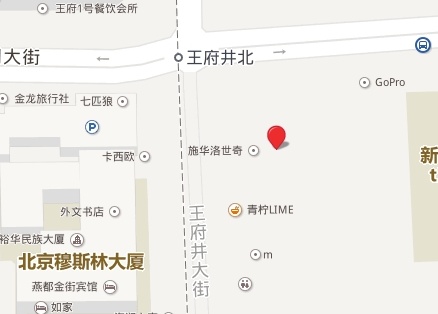 王府1号餐饮会所
大街
←
王府井北
→
GoPro
金龙旅行社
七匹狼
P
卡西欧
施华洛世奇
新
t
外文书店
青柠LIME
裕华民族大厦
王府井大街
北京穆斯林大厦
m
燕都金街宾馆
如家